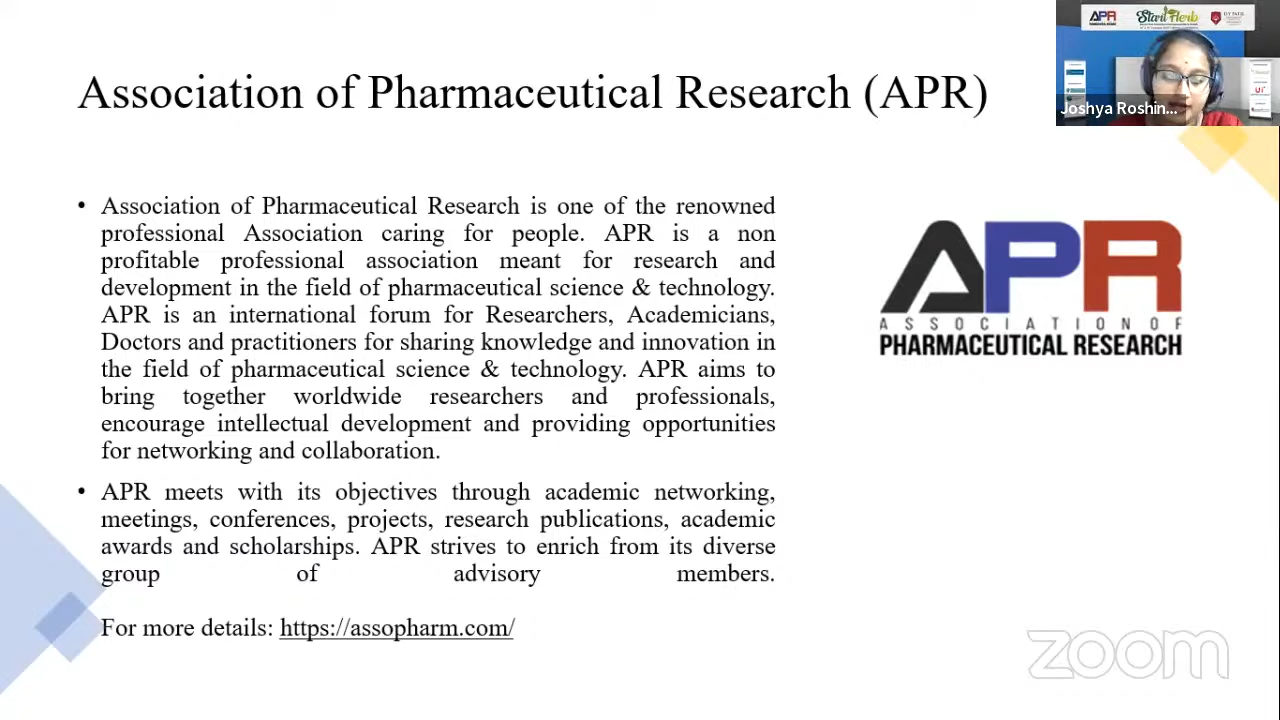 Association of Pharmaceutical Research (APR)
APR
Start Herb
Joshya Roshin...
• Association of Pharmaceutical Research is one of the renowned
professional Association caring for people. APR is a non
profitable professional association meant for research and
development in the field of pharmaceutical science & technology.
APR is an international forum for Researchers, Academicians,
Doctors and practitioners for sharing knowledge and innovation in
the field of pharmaceutical science & technology. APR aims to
bring together worldwide researchers and professionals,
encourage intellectual development and providing opportunities
for networking and collaboration.
• APR meets with its objectives through academic networking,
meetings, conferences, projects, research publications, academic
awards and scholarships. APR strives to enrich from its diverse
group of advisory members.
For more details: https://assopharm.com/
APR
ASSOCIATION OF
PHARMACEUTICAL RESEARCH
zoom